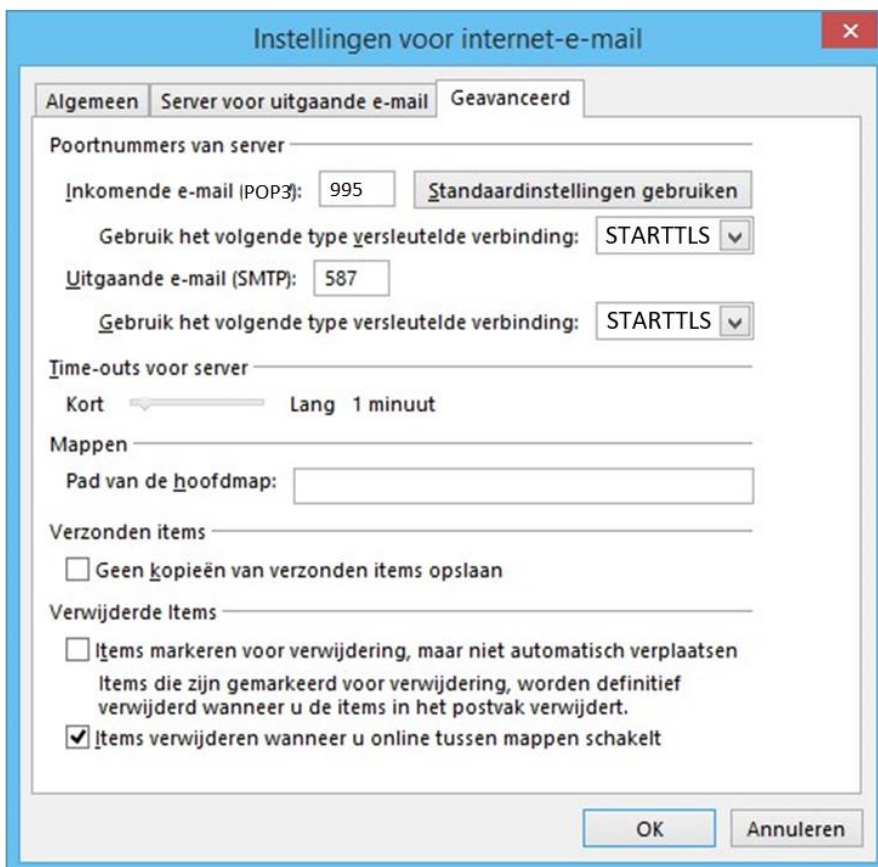 Instellingen voor internet-e-mail
Algemeen Server voor uitgaande e-mail Geavanceerd
Poortnummers van server
Inkomende e-mail (POP3): 995 Standaardinstellingen gebruiken
Gebruik het volgende type versleutelde verbinding: STARTTLS
Uitgaande e-mail (SMTP): 587
Gebruik het volgende type versleutelde verbinding: STARTTLS
Time-outs voor server
Kort Lang 1 minuut
Mappen
Pad van de hoofdmap:
Verzonden items
Geen kopieën van verzonden items opslaan
Verwijderde Items
Items markeren voor verwijdering, maar niet automatisch verplaatsen
Items die zijn gemarkeerd voor verwijdering, worden definitief
verwijderd wanneer u de items in het postvak verwijdert.
Items verwijderen wanneer u online tussen mappen schakelt
OK Annuleren